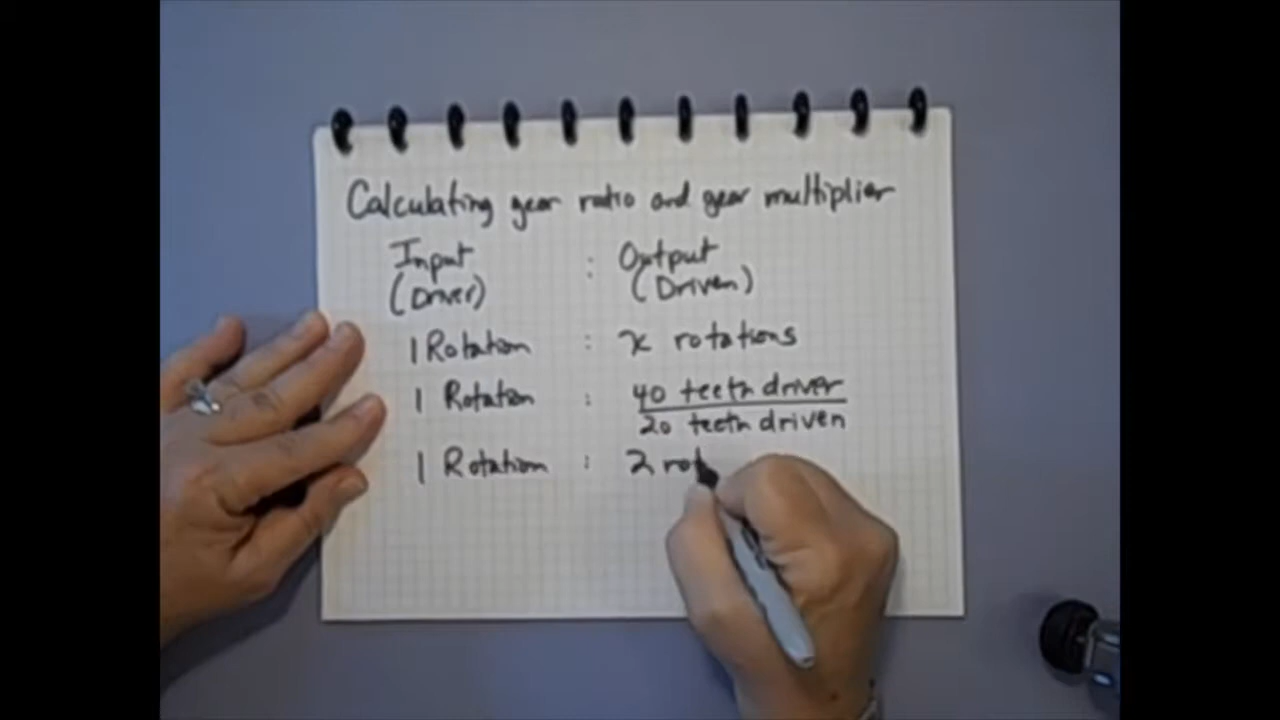 Calculating gear ratio and gear multiplier
Input : Output
(Driver) (Driven)
1 Rotation : x rotations
1 Rotation : 40 teeth driver
20 teeth driven
1 Rotation : 2 rot